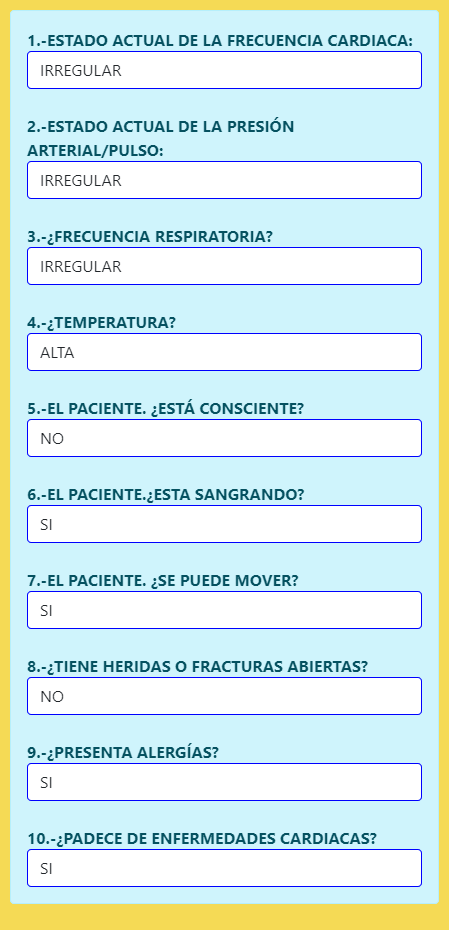 1.-ESTADO ACTUAL DE LA FRECUENCIA CARDIACA:
IRREGULAR
2.-ESTADO ACTUAL DE LA PRESIÓN
ARTERIAL/PULSO:
IRREGULAR
3.-¿FRECUENCIA RESPIRATORIA?
IRREGULAR
4.-¿TEMPERATURA?
ALTA
5.-EL PACIENTE. ¿ESTÁ CONSCIENTE?
NO
6.-EL PACIENTE.¿ESTA SANGRANDO?
SI
7.-EL PACIENTE. ¿SE PUEDE MOVER?
SI
8.-¿TIENE HERIDAS O FRACTURAS ABIERTAS?
NO
9.-¿PRESENTA ALERGÍAS?
SI
10.-¿PADECE DE ENFERMEDADES CARDIACAS?
SI